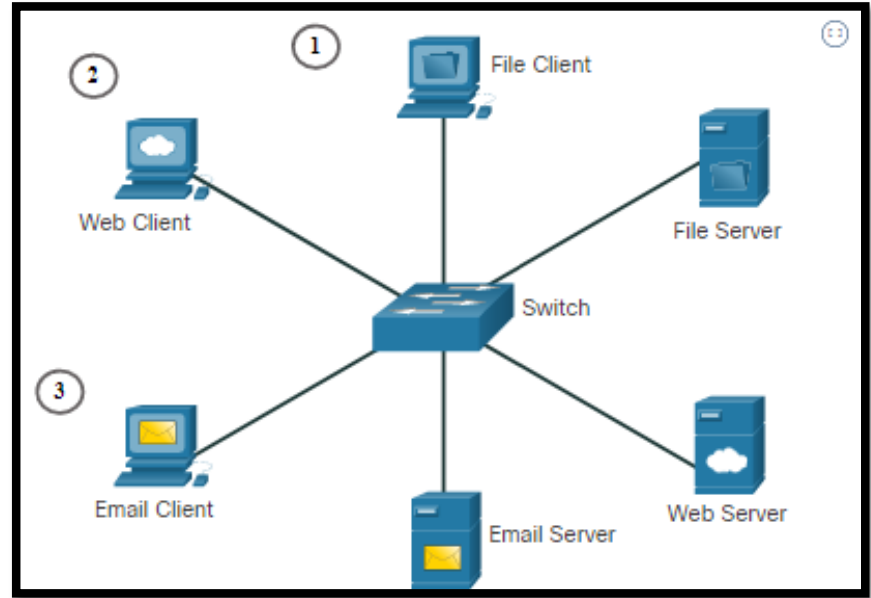 1
File Client
2
Web Client
File Server
Switch
3
Email Client
Email Server
Web Server